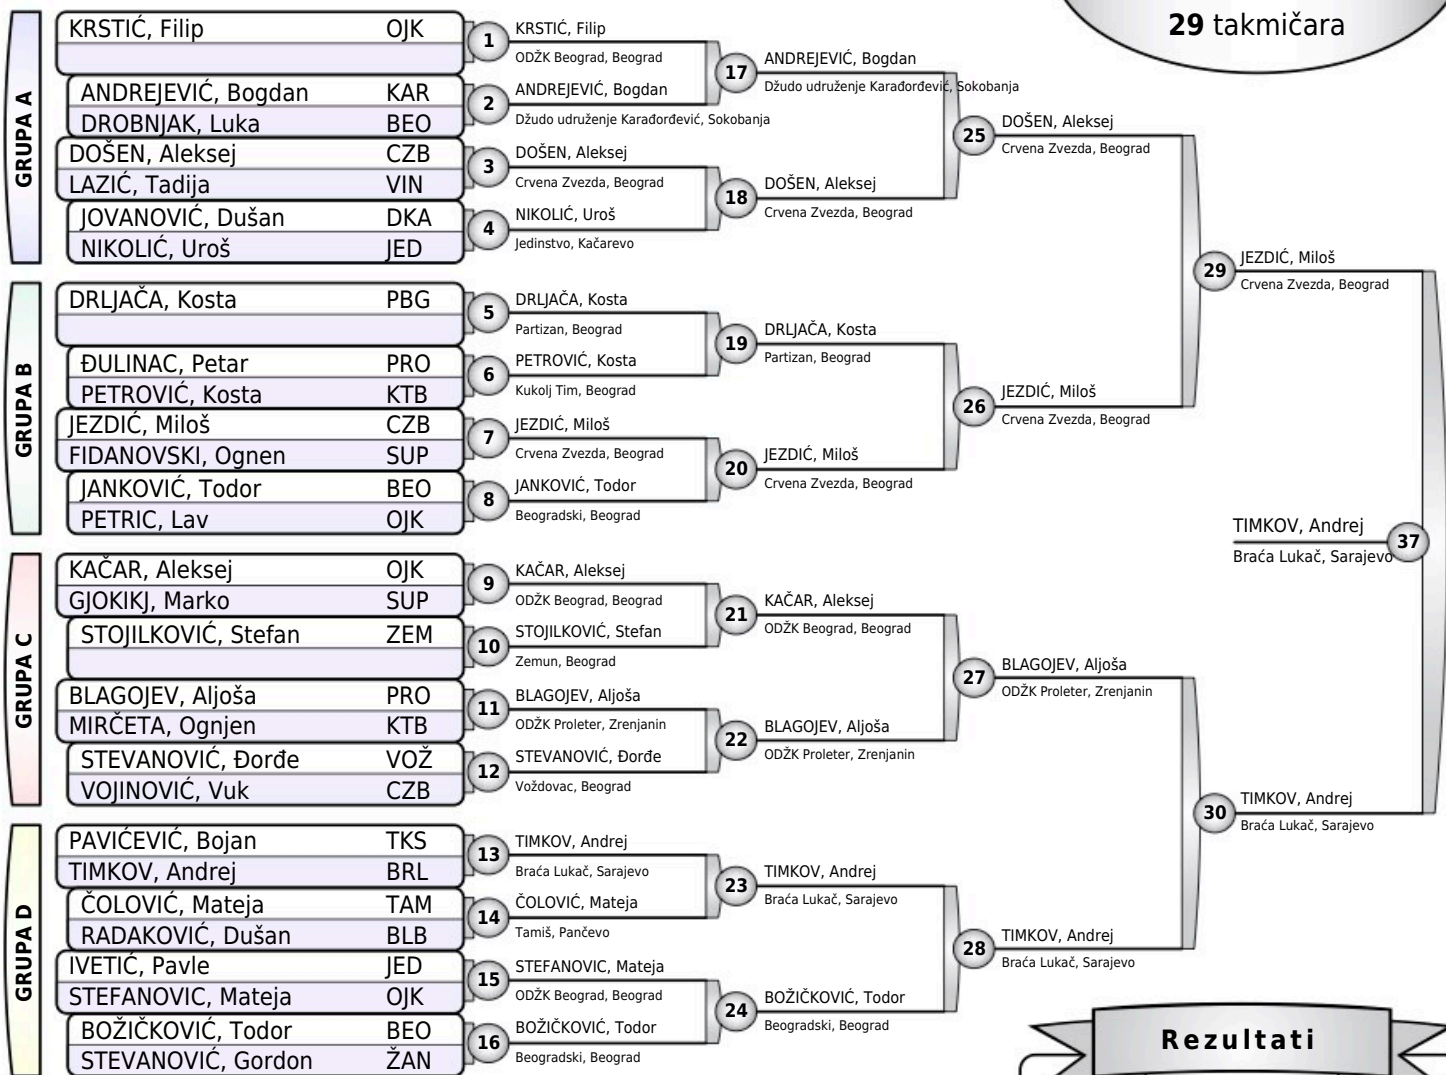 29 takmičara
GRUPA A
KRSTIĆ, Filip OJK
ANDREJEVIĆ, Bogdan KAR
DROBNJAK, Luka BEO
DOŠEN, Aleksej CZB
LAZIĆ, Tadija VIN
JOVANOVIĆ, Dušan DKA
NIKOLIĆ, Uroš JED
GRUPA B
DRLJAČA, Kosta PBG
ĐULINAC, Petar PRO
PETROVIĆ, Kosta KTB
JEZDIĆ, Miloš CZB
FIDANOVSKI, Ognen SUP
JANKOVIĆ, Todor BEO
PETRIC, Lav OJK
GRUPA C
KAČAR, Aleksej OJK
GJOKIKJ, Marko SUP
STOJILKOVIĆ, Stefan ZEM
BLAGOJEV, Aljoša PRO
MIRČETA, Ognjen KTB
STEVANOVIĆ, Đorđe VOŽ
VOJINOVIĆ, Vuk CZB
GRUPA D
PAVIĆEVIĆ, Bojan TKS
TIMKOV, Andrej BRL
ČOLOVIĆ, Mateja TAM
RADAKOVIĆ, Dušan BLB
IVETIĆ, Pavle JED
STEFANOVIC, Mateja OJK
BOŽIČKOVIĆ, Todor BEO
STEVANOVIĆ, Gordon ŽAN
1 KRSTIĆ, Filip
ODŽK Beograd, Beograd
2 ANDREJEVIĆ, Bogdan
Džudo udruženje Karađorđević, Sokobanja
3 DOŠEN, Aleksej
Crvena Zvezda, Beograd
4 NIKOLIĆ, Uroš
Jedinstvo, Kačarevo
5 DRLJAČA, Kosta
Partizan, Beograd
6 PETROVIĆ, Kosta
Kukolj Tim, Beograd
7 JEZDIĆ, Miloš
Crvena Zvezda, Beograd
8 JANKOVIĆ, Todor
Beogradski, Beograd
9 KAČAR, Aleksej
ODŽK Beograd, Beograd
10 STOJILKOVIĆ, Stefan
Zemun, Beograd
11 BLAGOJEV, Aljoša
ODŽK Proleter, Zrenjanin
12 STEVANOVIĆ, Đorđe
Voždovac, Beograd
13 TIMKOV, Andrej
Braća Lukač, Sarajevo
14 ČOLOVIĆ, Mateja
Tamiš, Pančevo
15 STEFANOVIC, Mateja
ODŽK Beograd, Beograd
16 BOŽIČKOVIĆ, Todor
Beogradski, Beograd
17 ANDREJEVIĆ, Bogdan
Džudo udruženje Karađorđević, Sokobanja
18 DOŠEN, Aleksej
Crvena Zvezda, Beograd
19 DRLJAČA, Kosta
Partizan, Beograd
20 JEZDIĆ, Miloš
Crvena Zvezda, Beograd
21 KAČAR, Aleksej
ODŽK Beograd, Beograd
22 BLAGOJEV, Aljoša
ODŽK Proleter, Zrenjanin
23 TIMKOV, Andrej
Braća Lukač, Sarajevo
24 BOŽIČKOVIĆ, Todor
Beogradski, Beograd
25 DOŠEN, Aleksej
Crvena Zvezda, Beograd
26 JEZDIĆ, Miloš
Crvena Zvezda, Beograd
27 BLAGOJEV, Aljoša
ODŽK Proleter, Zrenjanin
28 TIMKOV, Andrej
Braća Lukač, Sarajevo
29 JEZDIĆ, Miloš
Crvena Zvezda, Beograd
30 TIMKOV, Andrej
Braća Lukač, Sarajevo
TIMKOV, Andrej 37
Braća Lukač, Sarajevo
Rezultati